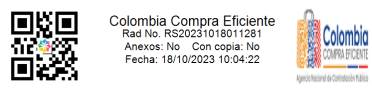 Colombia Compra Eficiente
Rad No. RS20231018011281
Anexos: No Con copia: No
Fecha: 18/10/2023 10:04:22
Colombia
COMPRA EFICIENTE
Agencia Nacional de Contratación Pública